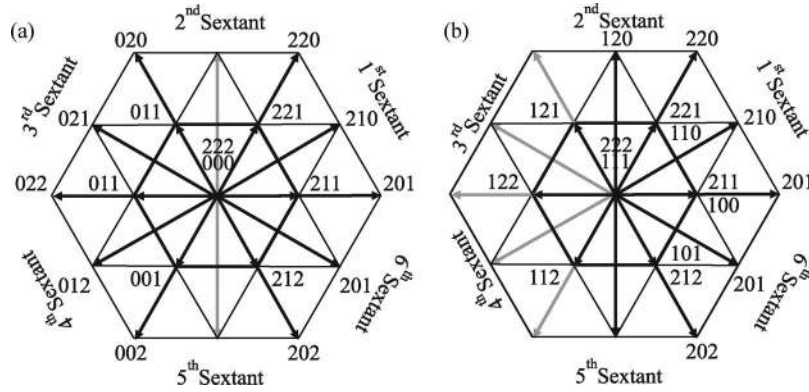 (a)
2nd Sextant
020
220
3rd Sextant
1st Sextant
021
011
221
210
222
000
022
011
211
201
012
001
212
201
4th Sextant
6th Sextant
002
202
5th Sextant
(b)
2nd Sextant
120
220
3rd Sextant
1st Sextant
121
221
210
110
222
111
122
211
201
100
101
112
212
201
4th Sextant
6th Sextant
202
5th Sextant